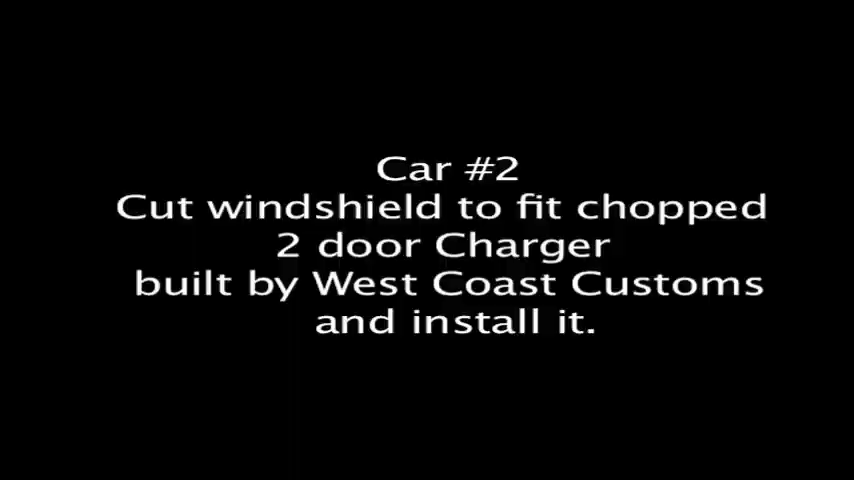 Car #2
Cut windshield to fit chopped
2 door Charger
built by West Coast Customs
and install it.